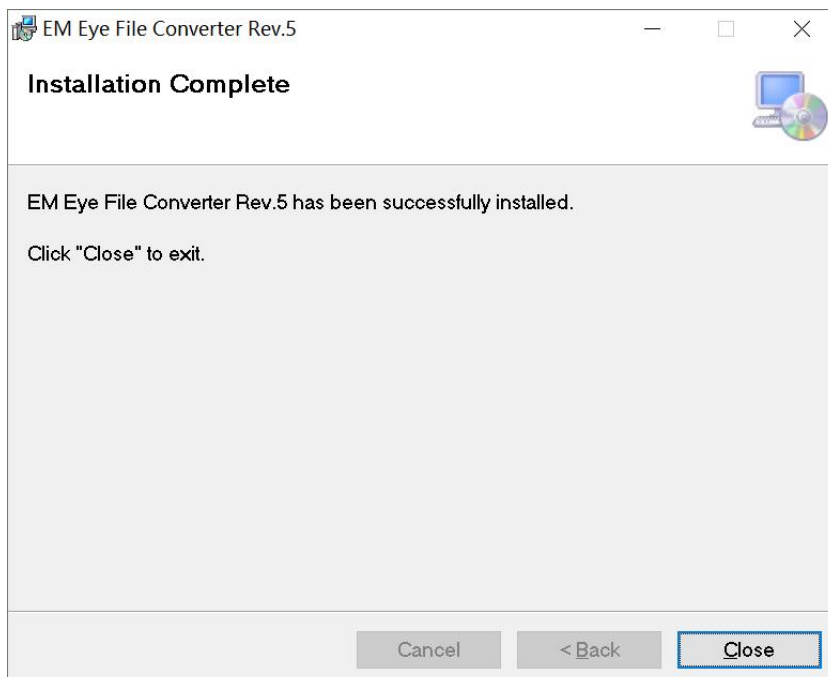 EM Eye File Converter Rev.5
Installation Complete
EM Eye File Converter Rev.5 has been successfully installed.
Click "Close" to exit.
Cancel
< Back
Close